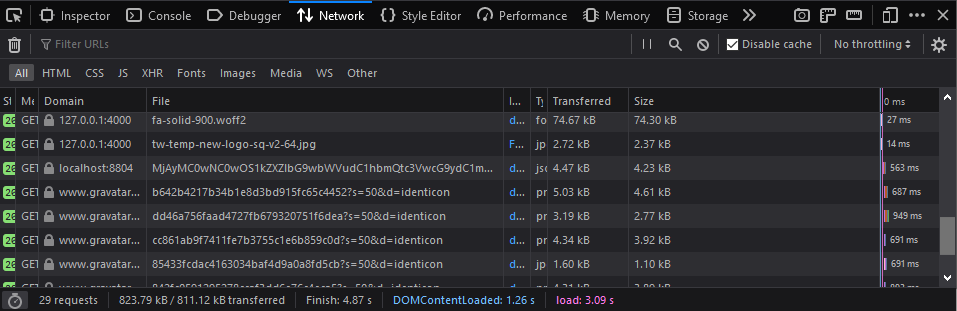 Inspector Console Debugger Network Style Editor Performance Memory Storage
Filter URLs Disable cache No throttling
All HTML CSS JS XHR Fonts Images Media WS Other
St Me Domain File I... Ty Transferred Size 0 ms
20 GET 127.0.0.1:4000 fa-solid-900.woff2 d... fo 74.67 kB 74.30 kB 27 ms
20 GET 127.0.0.1:4000 tw-temp-new-logo-sq-v2-64.jpg F... jp 2.72 kB 2.37 kB 14 ms
20 GET localhost:8804 MjAyMC0wNC0wOS1kZXZlbG9wbWVudC1hbmQtc3VwcG9ydC1m... d... jsc 4.47 kB 4.23 kB 563 ms
20 GET www.gravatar... b642b4217b34b1e8d3bd915fc65c4452?s=50&d=identicon d... pr 5.03 kB 4.61 kB 687 ms
20 GET www.gravatar... dd46a756faad4727fb679320751f6dea?s=50&d=identicon d... pr 3.19 kB 2.77 kB 949 ms
20 GET www.gravatar... cc861ab9f7411fe7b3755c1e6b859c0d?s=50&d=identicon d... pr 4.34 kB 3.92 kB 691 ms
20 GET www.gravatar... 85433fcdac4163034baf4d9a0a8fd5cb?s=50&d=identicon d... jp 1.60 kB 1.10 kB 691 ms
29 requests 823.79 kB / 811.12 kB transferred Finish: 4.87 s DOMContentLoaded: 1.26 s load: 3.09 s